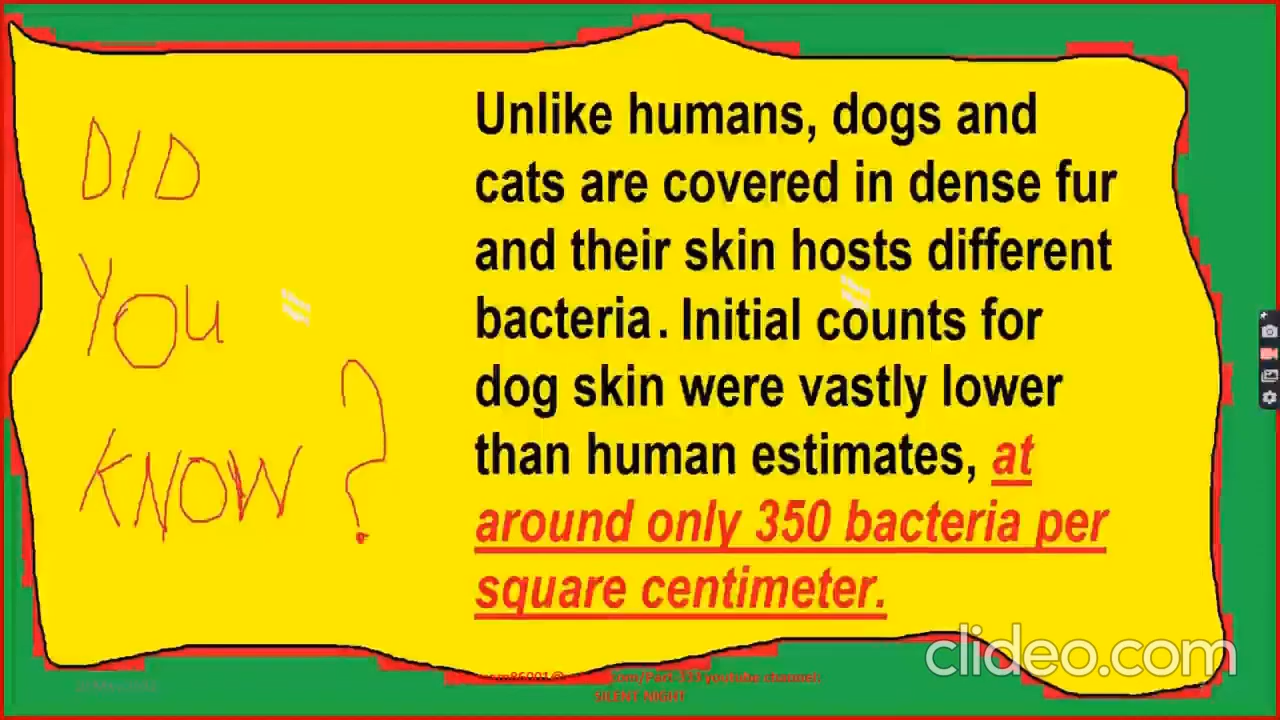 DID
YOU
KNOW?
Unlike humans, dogs and
cats are covered in dense fur
and their skin hosts different
bacteria. Initial counts for
dog skin were vastly lower
than human estimates, at
around only 350 bacteria per
square centimeter.
clideo.com
SILENT NIGHT